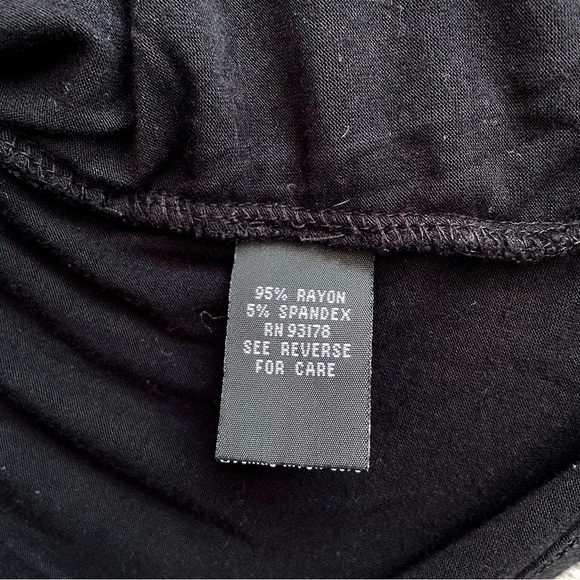 95% RAYON
5% SPANDEX
RN 93178
SEE REVERSE
FOR CARE